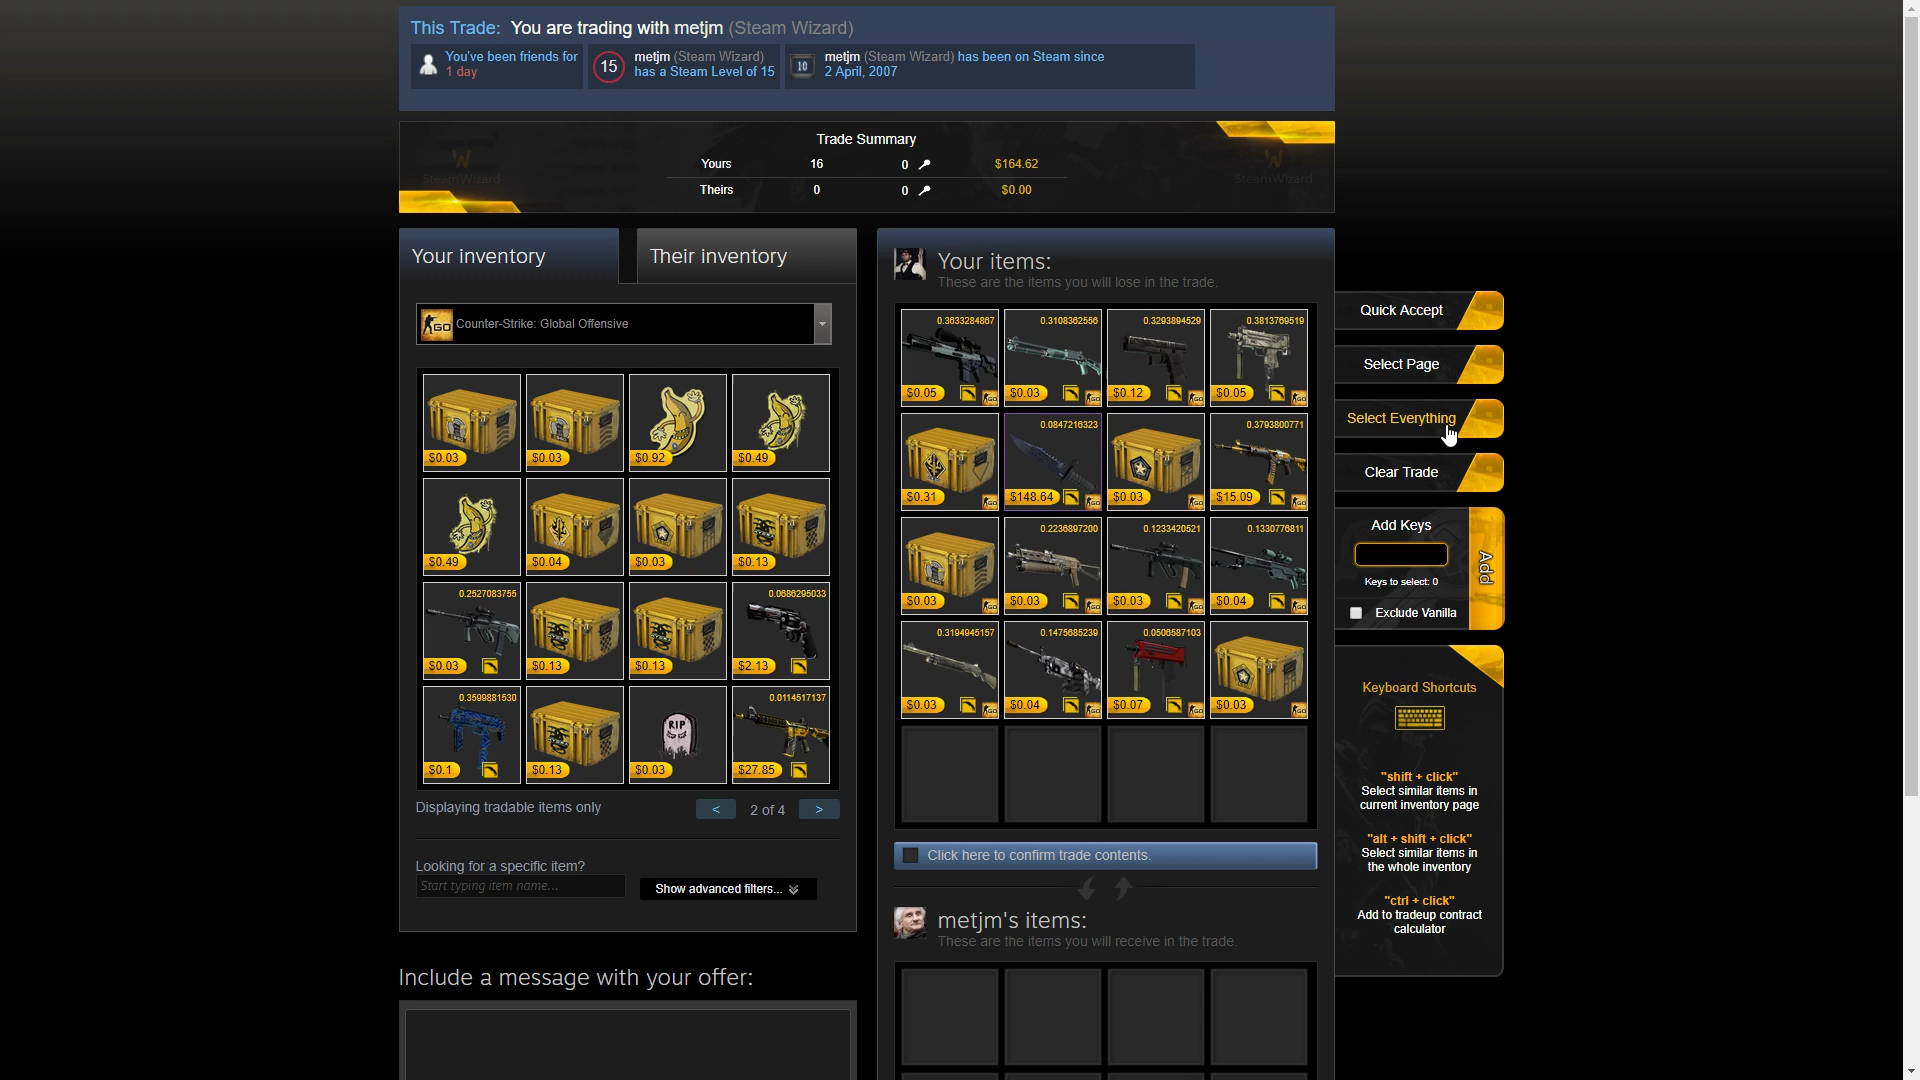 This Trade: You are trading with metjm (Steam Wizard)
You've been friends for
1 day
15
metjm (Steam Wizard)
has a Steam Level of 15
10
metjm (Steam Wizard) has been on Steam since
2 April, 2007
Trade Summary
Yours 16 0 $164.62
Theirs 0 0 $0.00
SteamWizard
SteamWizard
Your inventory
Their inventory
Counter-Strike: Global Offensive
$0.03 $0.03 $0.92 $0.49
$0.49 $0.04 $0.03 $0.13
0.2527083755 0.0686295033
$0.03 $0.13 $0.13 $2.13
0.3599881530 RIP 0.0114517137
$0.1 $0.13 $0.03 $27.85
Displaying tradable items only
< 2 of 4 >
Looking for a specific item?
Start typing item name...
Show advanced filters...
Include a message with your offer:
Your items:
These are the items you will lose in the trade.
0.3633284867 0.3108362556 0.3293894529 0.3813769519
$0.05 $0.03 $0.12 $0.05
0.0847216323 0.3793800771
$0.31 $148.64 $0.03 $15.09
0.2236897200 0.1233420521 0.1330776811
$0.03 $0.03 $0.03 $0.04
0.3194945157 0.1475685239 0.0506587103
$0.03 $0.04 $0.07 $0.03
Click here to confirm trade contents.
metjm's items:
These are the items you will receive in the trade.
Quick Accept
Select Page
Select Everything
Clear Trade
Add Keys
Keys to select: 0
Exclude Vanilla
Add
Keyboard Shortcuts
"shift + click"
Select similar items in
current inventory page
"alt + shift + click"
Select similar items in
the whole inventory
"ctrl + click"
Add to tradeup contract
calculator